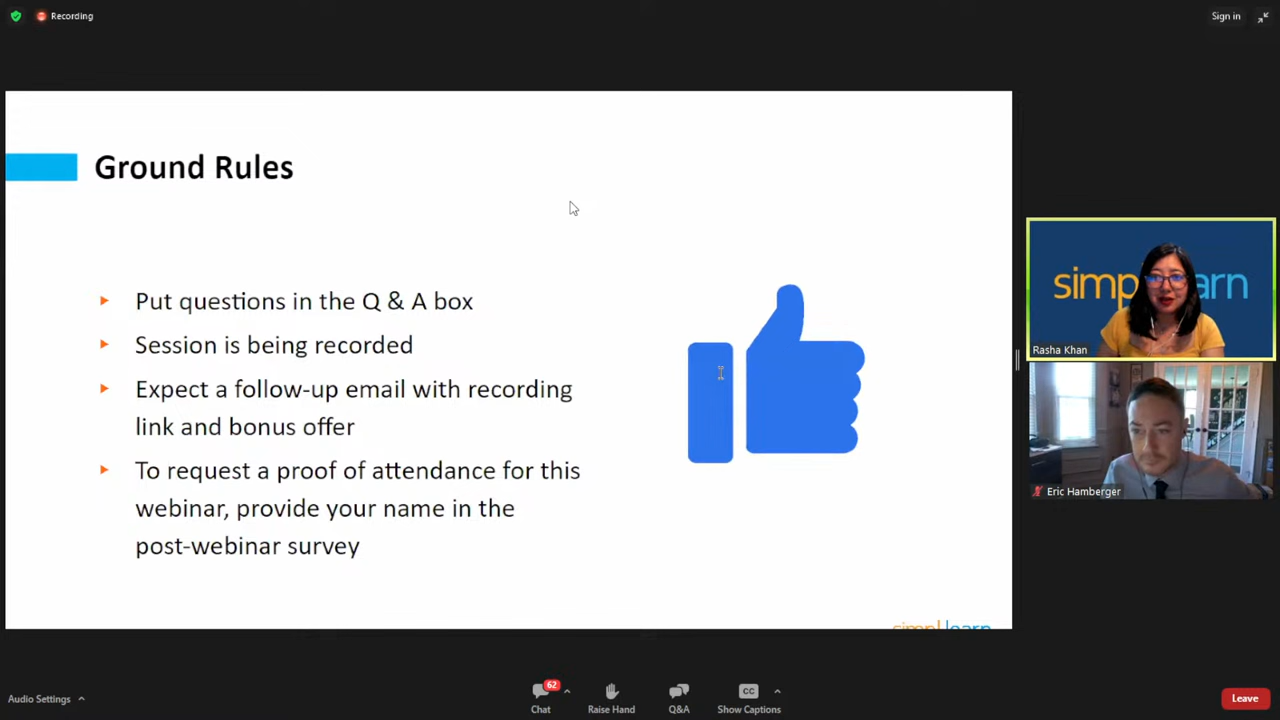 Recording
Sign in
Ground Rules
Put questions in the Q & A box
Session is being recorded
Expect a follow-up email with recording
link and bonus offer
To request a proof of attendance for this
webinar, provide your name in the
post-webinar survey
Rasha Khan
Eric Hamberger
Audio Settings
62
Chat
Raise Hand
Q&A
CC
Show Captions
Leave